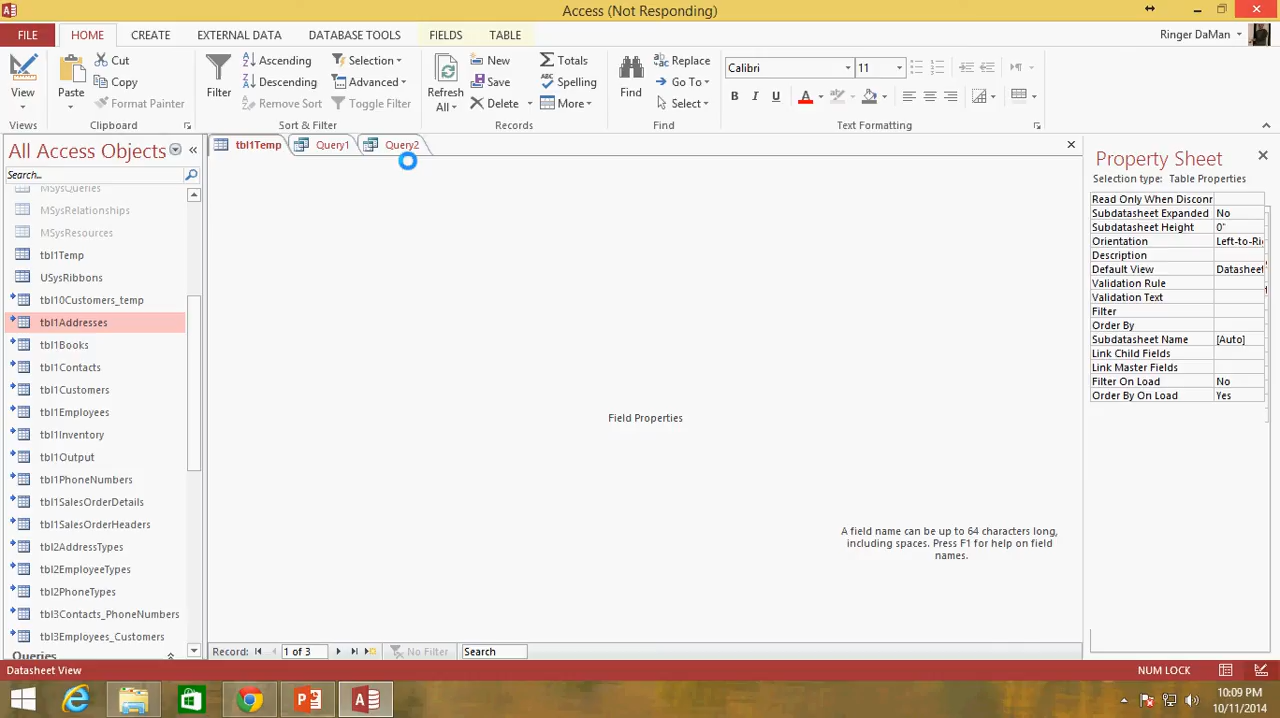 Access (Not Responding)
FILE HOME CREATE EXTERNAL DATA DATABASE TOOLS FIELDS TABLE Ringer DaMan
View
Views
Paste
Cut
Copy
Format Painter
Clipboard
Filter
Ascending
Descending
Remove Sort
Selection
Advanced
Toggle Filter
Sort & Filter
Refresh
All
New
Save
Delete
Totals
Spelling
More
Records
Find
Replace
Go To
Select
Find
Calibri 11
B I U A
Text Formatting
All Access Objects
Search...
MSysQueries
MSysRelationships
MSysResources
tbl1Temp
USysRibbons
tbl10Customers_temp
tbl1Addresses
tbl1Books
tbl1Contacts
tbl1Customers
tbl1Employees
tbl1Inventory
tbl1Output
tbl1PhoneNumbers
tbl1SalesOrderDetails
tbl1SalesOrderHeaders
tbl2AddressTypes
tbl2EmployeeTypes
tbl2PhoneTypes
tbl3Contacts_PhoneNumbers
tbl3Employees_Customers
Queries
tbl1Temp Query1 Query2
Field Properties
A field name can be up to 64 characters long,
including spaces. Press F1 for help on field
names.
Record: 1 of 3 No Filter Search
Property Sheet
Selection type: Table Properties
Read Only When Disconr
Subdatasheet Expanded No
Subdatasheet Height 0"
Orientation Left-to-Ri
Description
Default View Datasheet
Validation Rule
Validation Text
Filter
Order By
Subdatasheet Name [Auto]
Link Child Fields
Link Master Fields
Filter On Load No
Order By On Load Yes
Datasheet View NUM LOCK
10:09 PM
10/11/2014